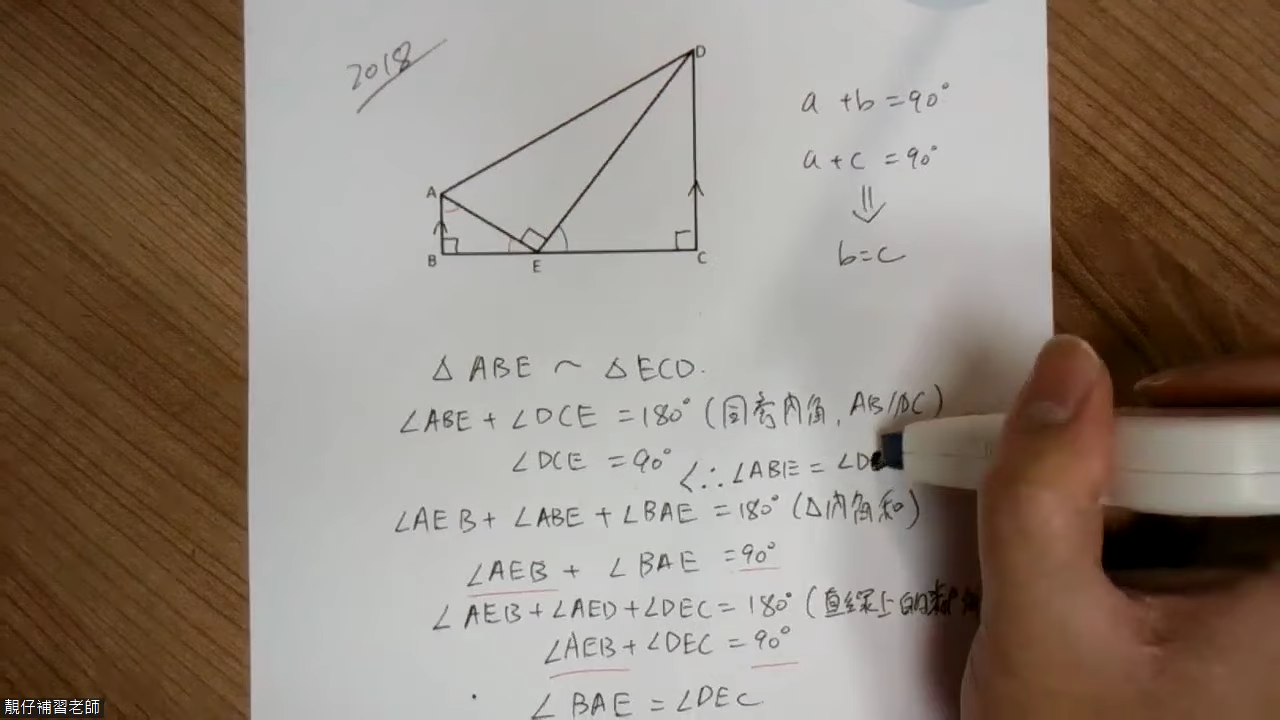 2018
D
A
B
E
C
a + b = 90°
a + c = 90°
⇓
b = c
△ ABE ~ △ ECD.
∠ABE + ∠DCE = 180° (同旁內角, AB//DC)
∠DCE = 90°
∴ ∠ABE =
∠AEB + ∠ABE + ∠BAE = 180° (△內角和)
∠AEB + ∠BAE = 90°
∠AEB + ∠AED + ∠DEC = 180° (直綫上的
∠AEB + ∠DEC = 90°
∠BAE = ∠DEC
靚仔補習老師